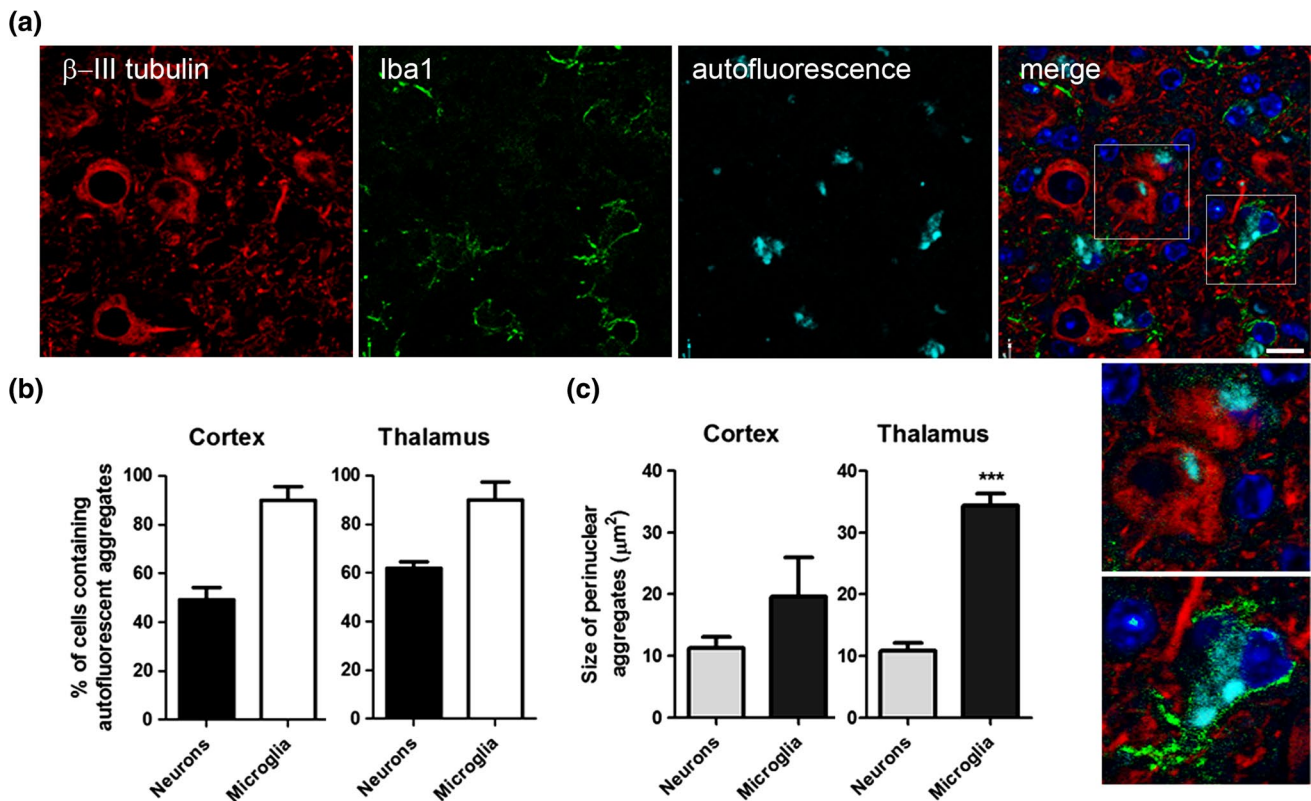 (a)
β–III tubulin
Iba1
autofluorescence
merge
(b)
Cortex
Thalamus
% of cells containing
autofluorescent aggregates
100
80
60
40
20
0
100
80
60
40
20
0
Neurons
Microglia
Neurons
Microglia
(c)
Cortex
Thalamus
Size of perinuclear
aggregates (μm²)
40
30
20
10
0
40
30
20
10
0
***
Neurons
Microglia
Neurons
Microglia